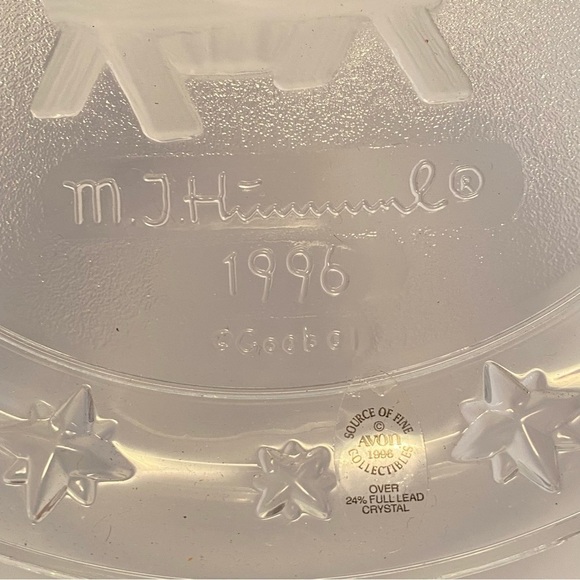 M.J.Hummel®
1996
©Goebel
SOURCE OF FINE
©
AVON
1996
COLLECTIBLES
OVER
24% FULL LEAD
CRYSTAL